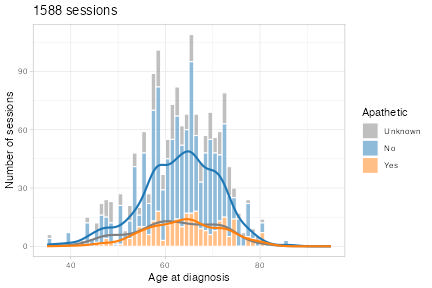 1588 sessions
Number of sessions
90
60
30
0
40
60
80
Age at diagnosis
Apathetic
Unknown
No
Yes